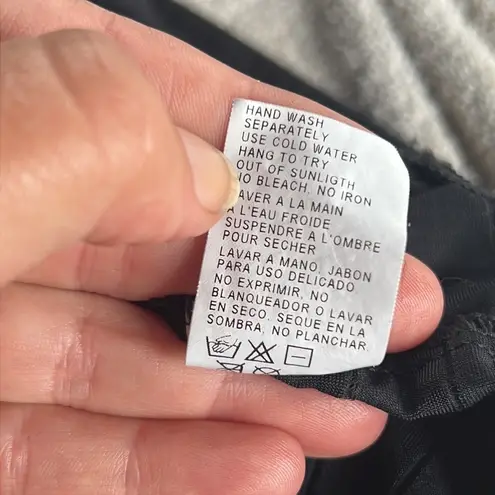 HAND WASH
SEPARATELY
USE COLD WATER
HANG TO TRY
OUT OF SUNLIGTH
BLEACH. NO IRON
A LA MAIN
A L'EAU FROIDE
SUSPENDRE A L'OMBRE
POUR SECHER
LAVAR A MANO, JABON
PARA USO DELICADO
NO EXPRIMIR, NO
BLANQUEADOR O LAVAR
EN SECO. SEQUE EN LA
SOMBRA, NO PLANCHAR